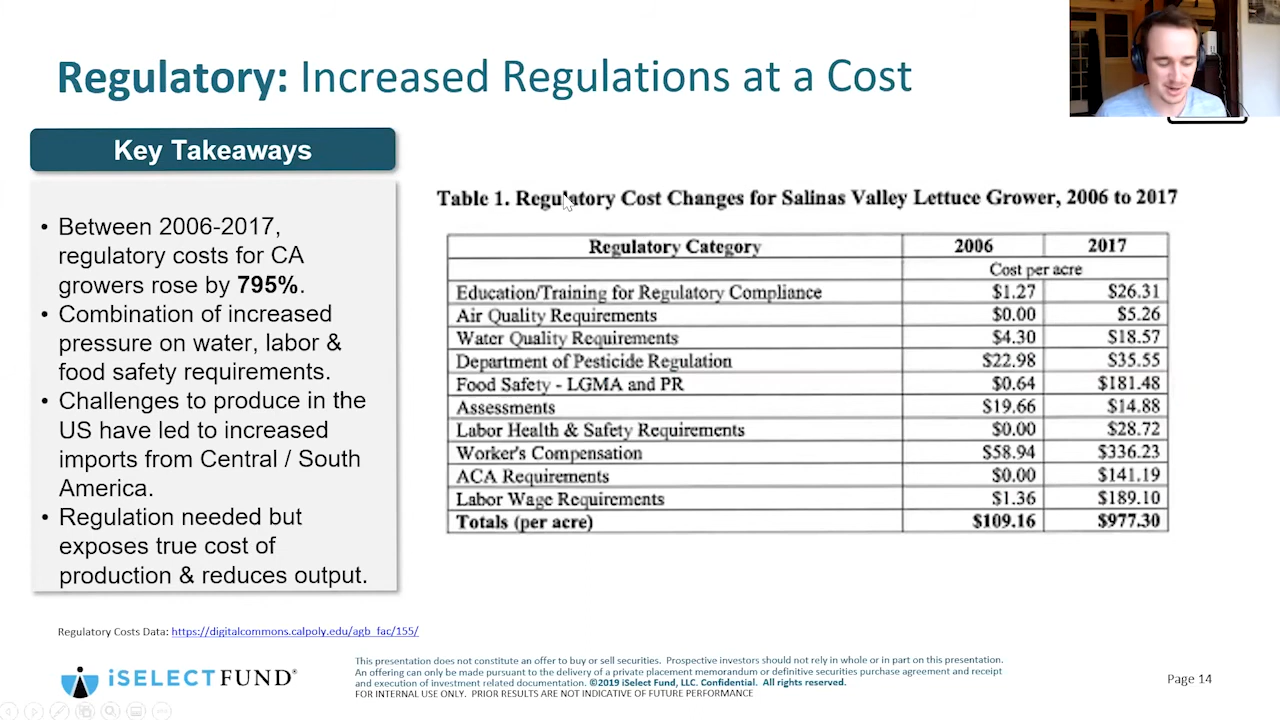 Regulatory: Increased Regulations at a Cost
Key Takeaways
• Between 2006-2017,
regulatory costs for CA
growers rose by 795%.
• Combination of increased
pressure on water, labor &
food safety requirements.
• Challenges to produce in the
US have led to increased
imports from Central / South
America.
• Regulation needed but
exposes true cost of
production & reduces output.
Table 1. Regulatory Cost Changes for Salinas Valley Lettuce Grower, 2006 to 2017
Regulatory Category 2006 2017
Cost per acre
Education/Training for Regulatory Compliance $1.27 $26.31
Air Quality Requirements $0.00 $5.26
Water Quality Requirements $4.30 $18.57
Department of Pesticide Regulation $22.98 $35.55
Food Safety - LGMA and PR $0.64 $181.48
Assessments $19.66 $14.88
Labor Health & Safety Requirements $0.00 $28.72
Worker's Compensation $58.94 $336.23
ACA Requirements $0.00 $141.19
Labor Wage Requirements $1.36 $189.10
Totals (per acre) $109.16 $977.30
Regulatory Costs Data: https://digitalcommons.calpoly.edu/agb_fac/155/
iSELECTFUND®
This presentation does not constitute an offer to buy or sell securities. Prospective investors should not rely in whole or in part on this presentation.
An offering can only be made pursuant to the delivery of a private placement memorandum or definitive securities purchase agreement and receipt
and execution of investment related documentation. ©2019 iSelect Fund, LLC. Confidential. All rights reserved.
FOR INTERNAL USE ONLY. PRIOR RESULTS ARE NOT INDICATIVE OF FUTURE PERFORMANCE
Page 14